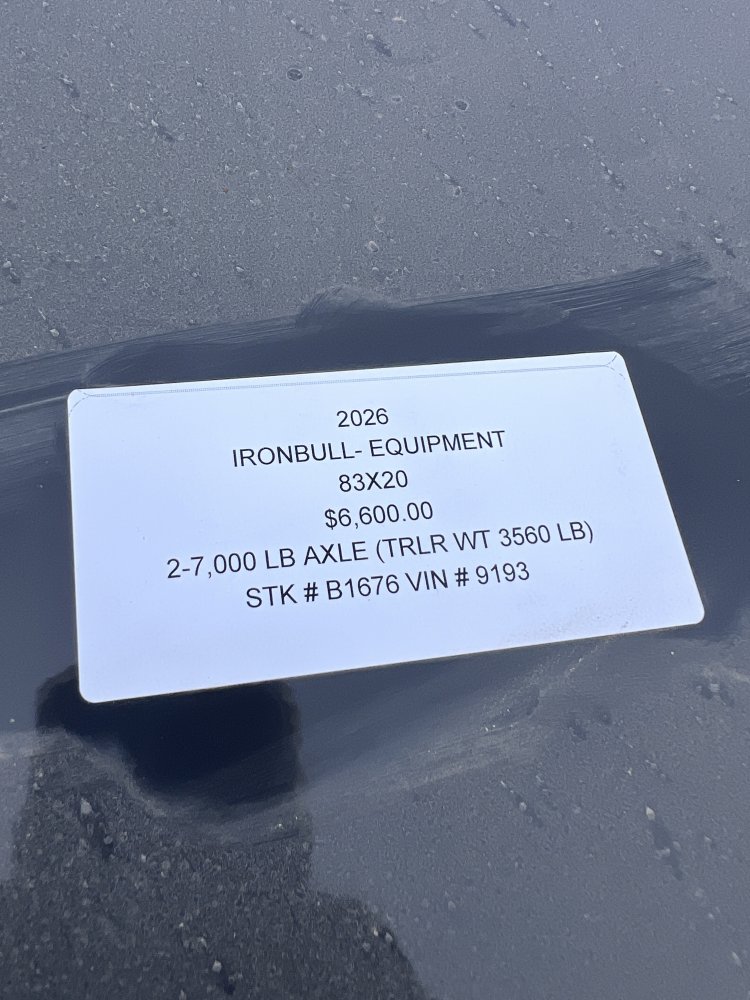 2026
IRONBULL- EQUIPMENT
83X20
$6,600.00
2-7,000 LB AXLE (TRLR WT 3560 LB)
STK # B1676 VIN # 9193